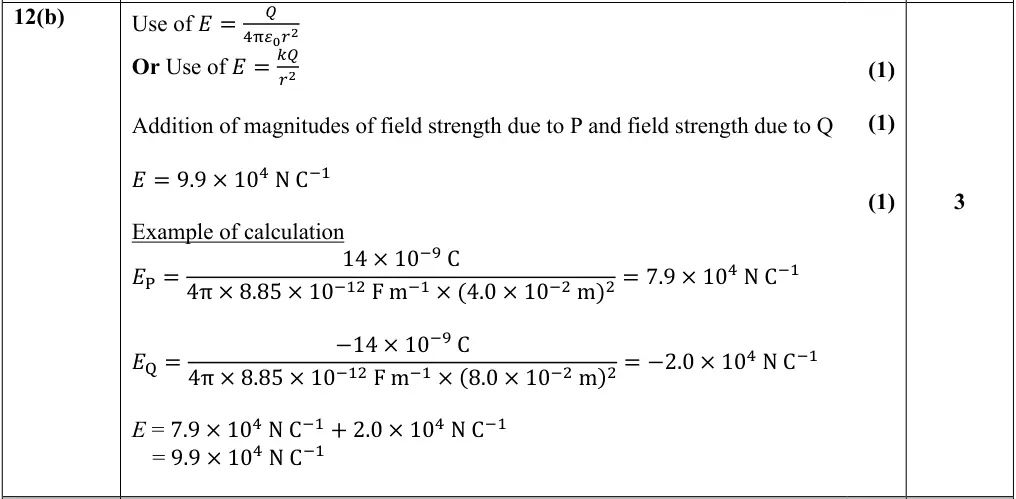 12(b)
Use of E = Q / 4πε₀r²
Or Use of E = kQ / r²
(1)
Addition of magnitudes of field strength due to P and field strength due to Q (1)
E = 9.9 × 10⁴ N C⁻¹
(1) 3
Example of calculation
E_P = 14 × 10⁻⁹ C / 4π × 8.85 × 10⁻¹² F m⁻¹ × (4.0 × 10⁻² m)² = 7.9 × 10⁴ N C⁻¹
E_Q = −14 × 10⁻⁹ C / 4π × 8.85 × 10⁻¹² F m⁻¹ × (8.0 × 10⁻² m)² = −2.0 × 10⁴ N C⁻¹
E = 7.9 × 10⁴ N C⁻¹ + 2.0 × 10⁴ N C⁻¹
= 9.9 × 10⁴ N C⁻¹